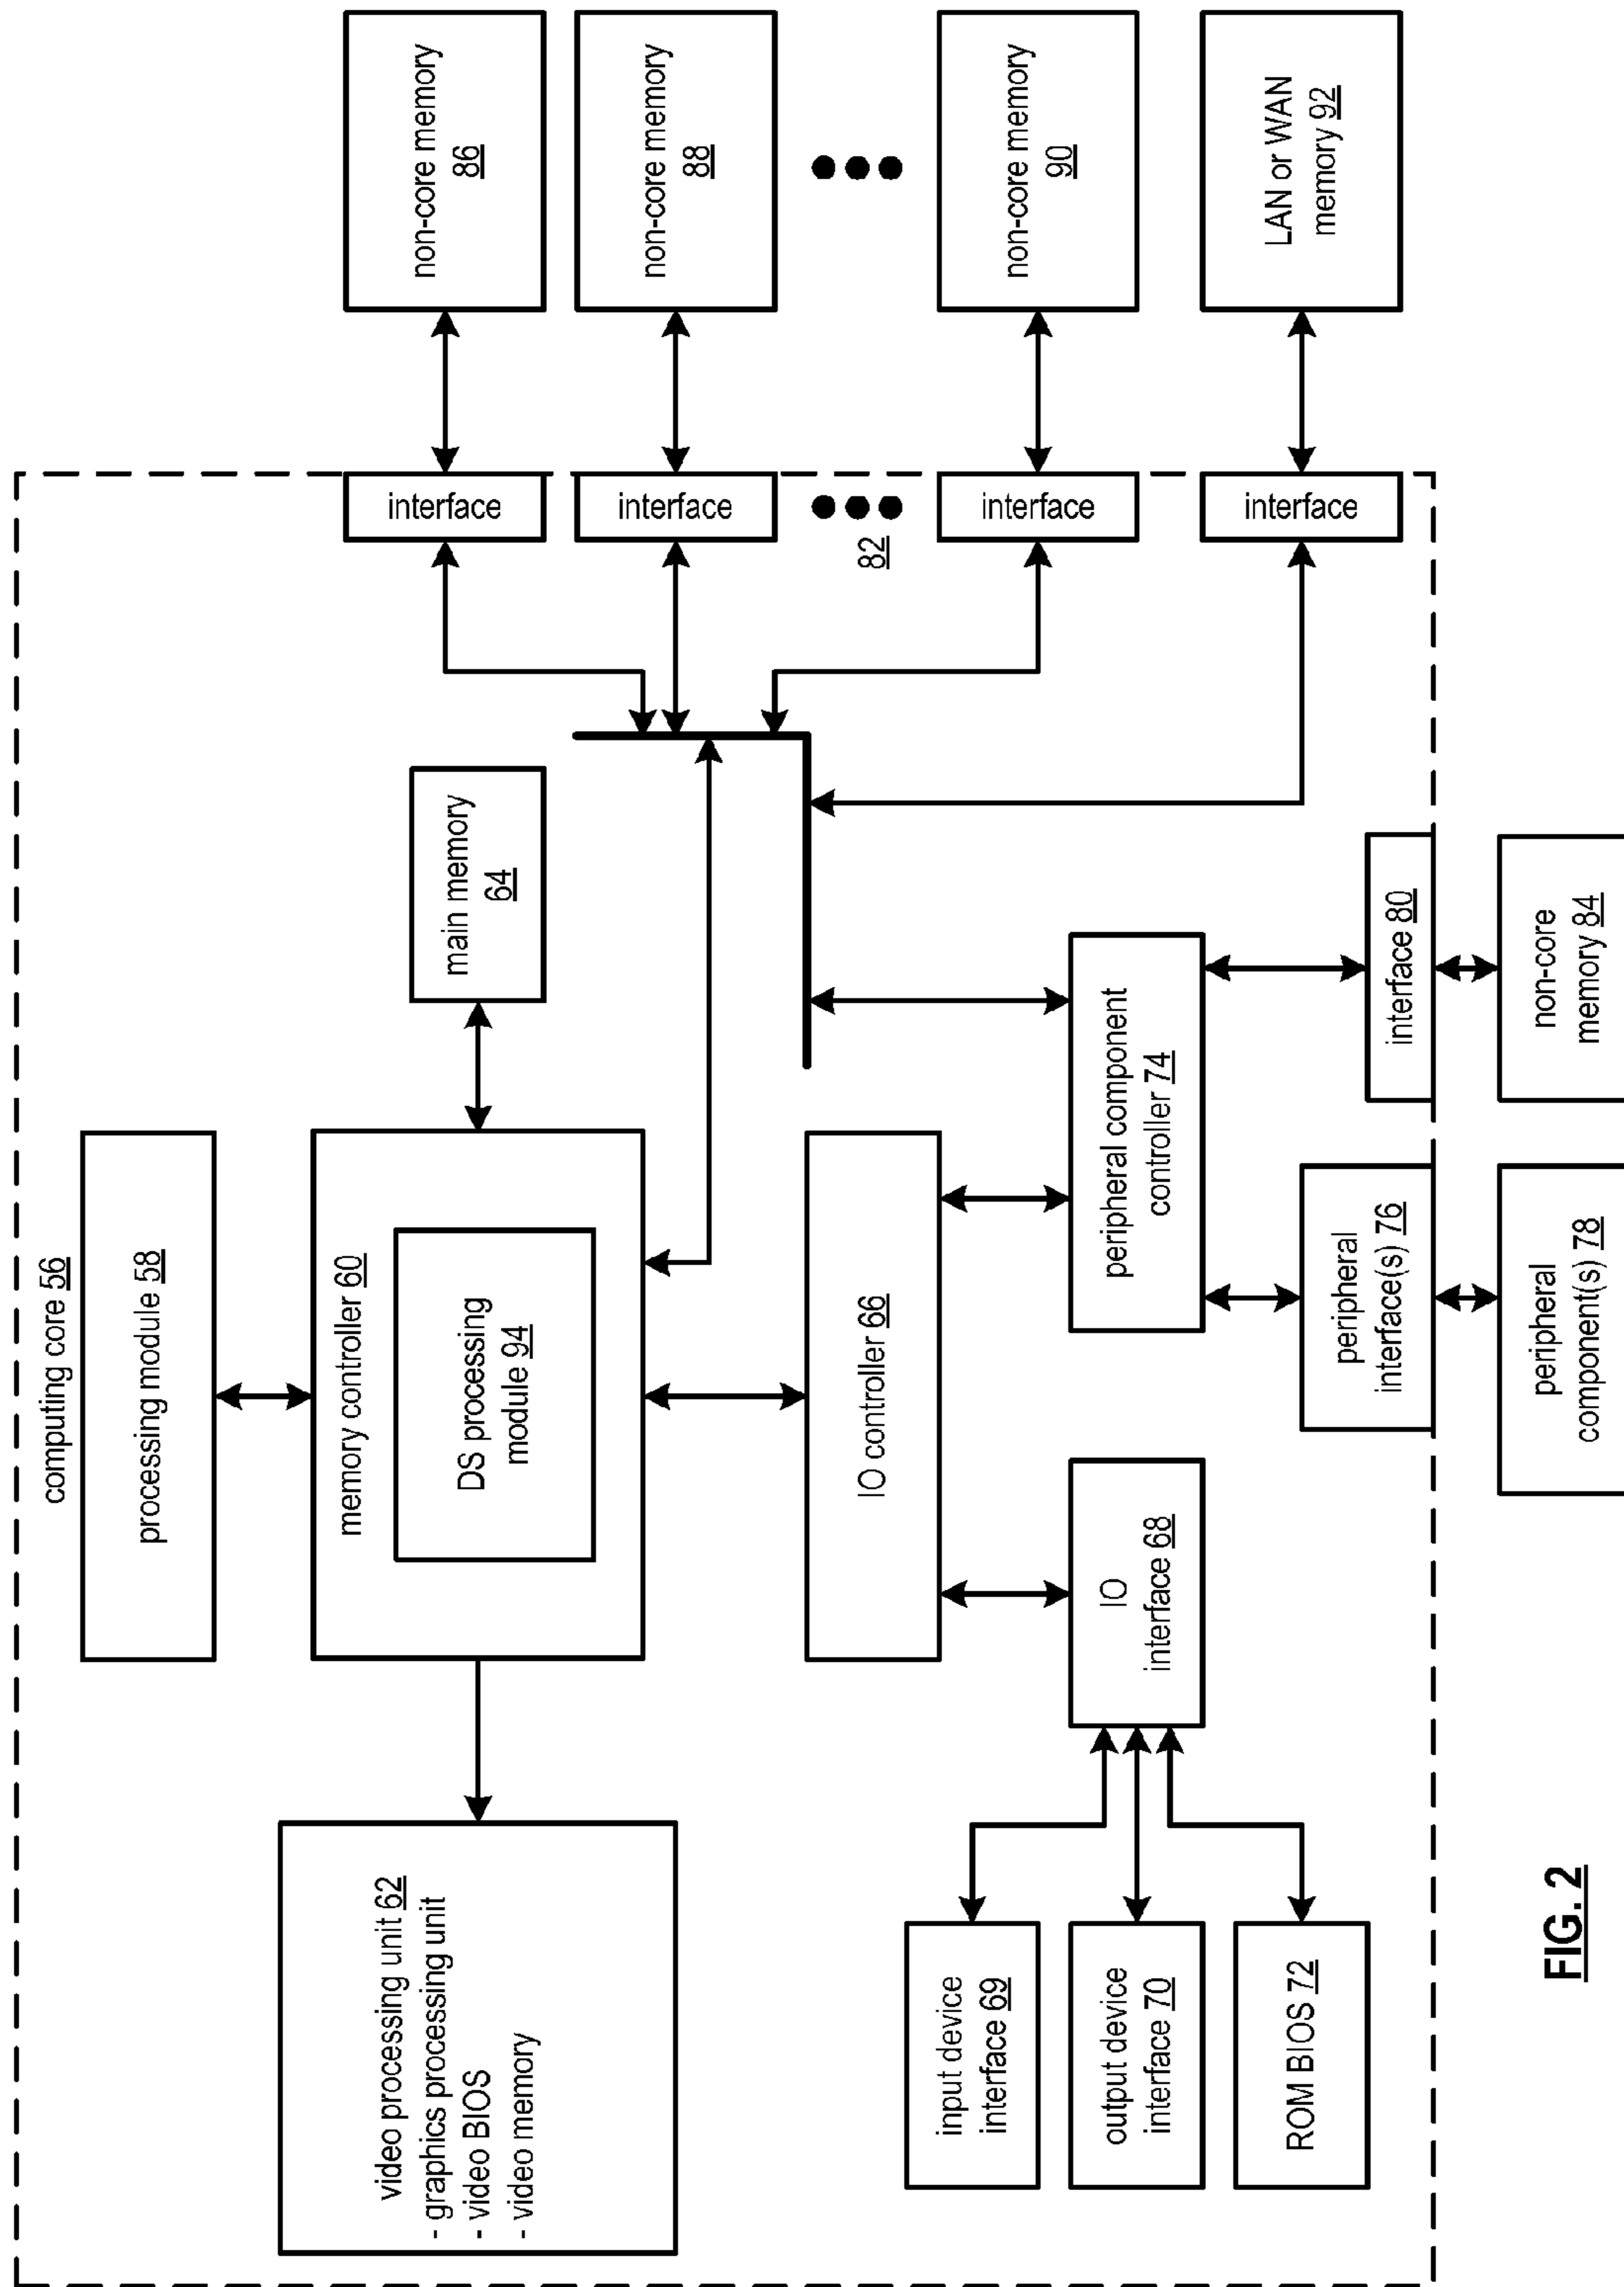 computing core 56
processing module 58
memory controller 60
DS processing
module 94
main memory
64
video processing unit 62
- graphics processing unit
- video BIOS
- video memory
IO controller 66
IO
interface 68
peripheral component
controller 74
input device
interface 69
output device
interface 70
ROM BIOS 72
peripheral
interface(s) 76
interface 80
peripheral
component(s) 78
non-core
memory 84
interface
interface
82
interface
interface
non-core memory
86
non-core memory
88
non-core memory
90
LAN or WAN
memory 92
FIG. 2